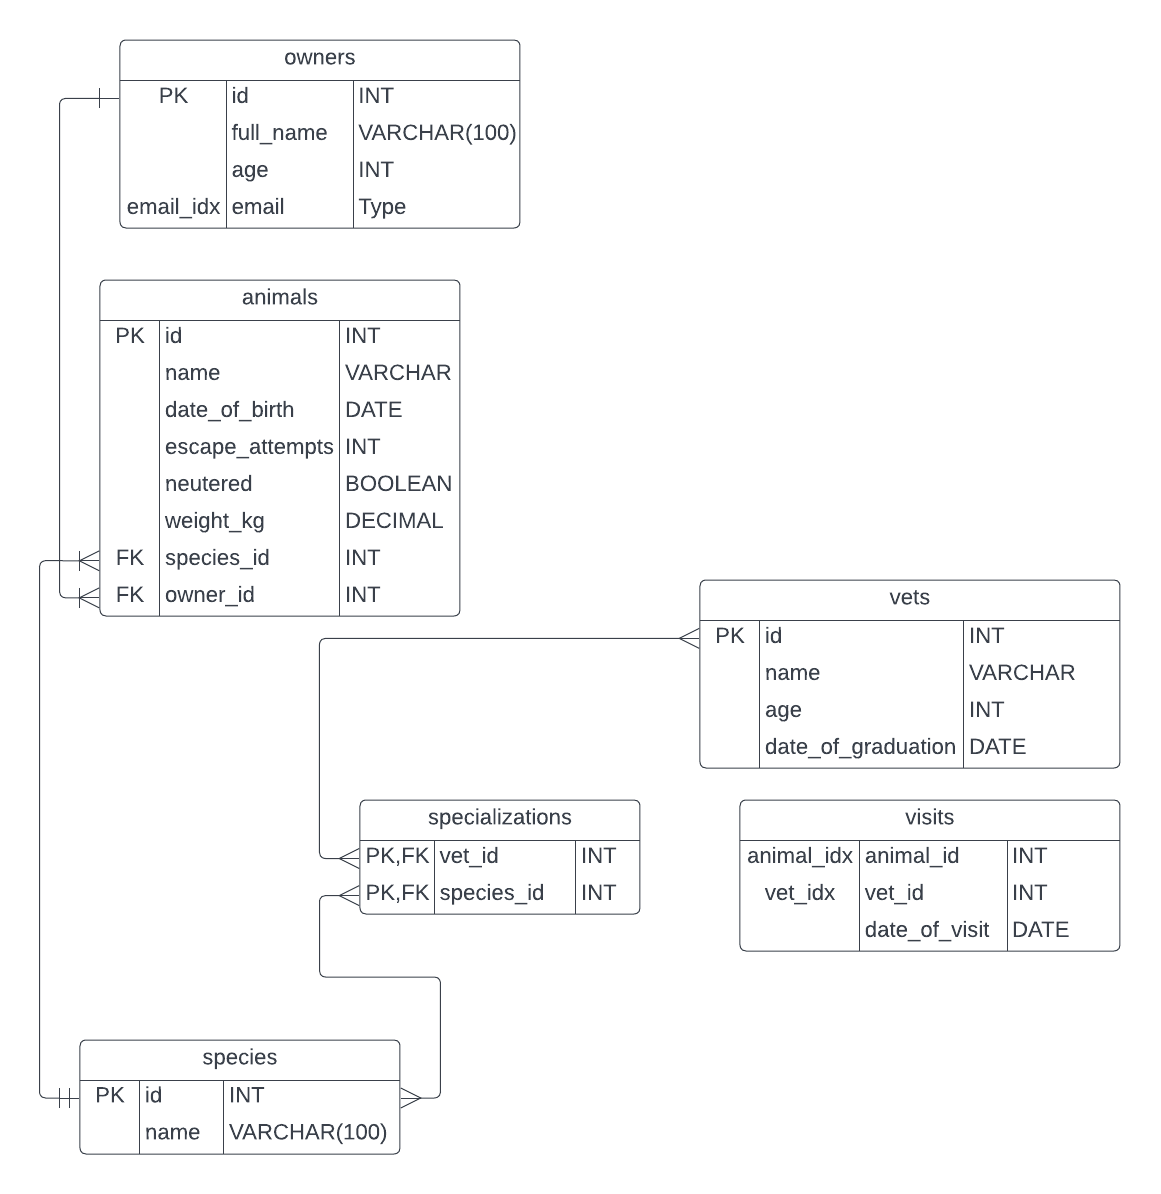 owners
PK id INT
full_name VARCHAR(100)
age INT
email_idx email Type
animals
PK id INT
name VARCHAR
date_of_birth DATE
escape_attempts INT
neutered BOOLEAN
weight_kg DECIMAL
FK species_id INT
FK owner_id INT
vets
PK id INT
name VARCHAR
age INT
date_of_graduation DATE
specializations
PK,FK vet_id INT
PK,FK species_id INT
visits
animal_idx animal_id INT
vet_idx vet_id INT
date_of_visit DATE
species
PK id INT
name VARCHAR(100)